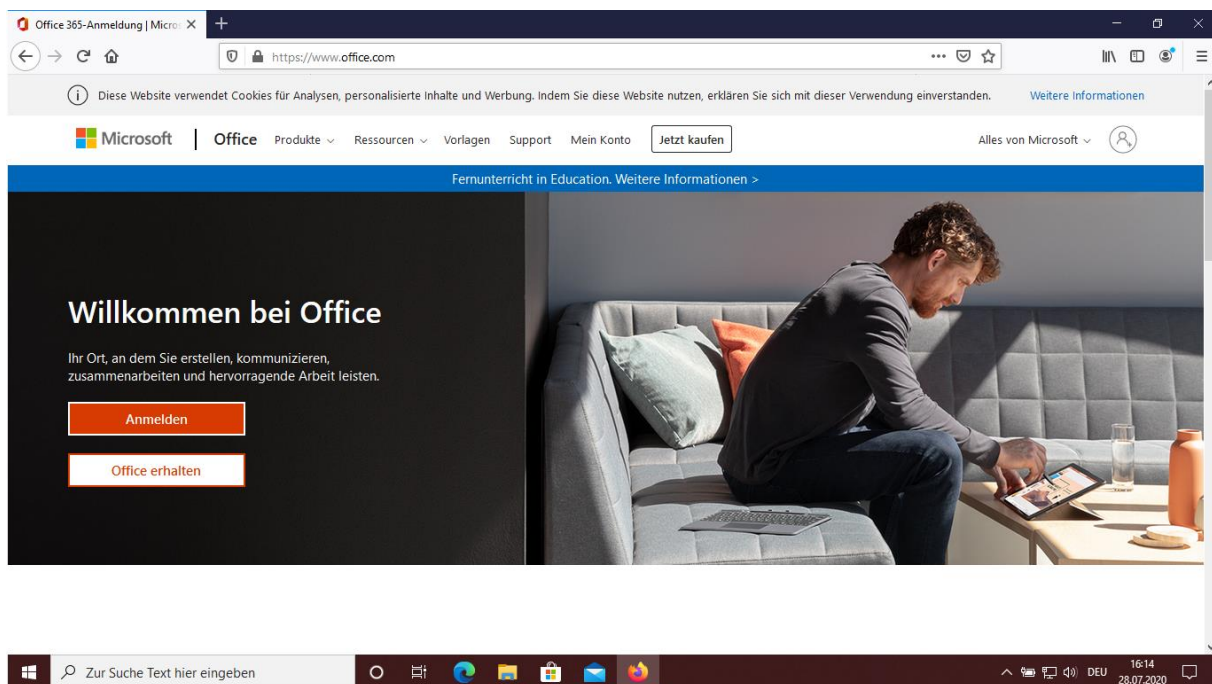 Office 365-Anmeldung | Micros
https://www.office.com
Diese Website verwendet Cookies für Analysen, personalisierte Inhalte und Werbung. Indem Sie diese Website nutzen, erklären Sie sich mit dieser Verwendung einverstanden. Weitere Informationen
Microsoft | Office Produkte Ressourcen Vorlagen Support Mein Konto Jetzt kaufen Alles von Microsoft
Fernunterricht in Education. Weitere Informationen >
Willkommen bei Office
Ihr Ort, an dem Sie erstellen, kommunizieren,
zusammenarbeiten und hervorragende Arbeit leisten.
Anmelden
Office erhalten
Zur Suche Text hier eingeben DEU 16:14
28.07.2020